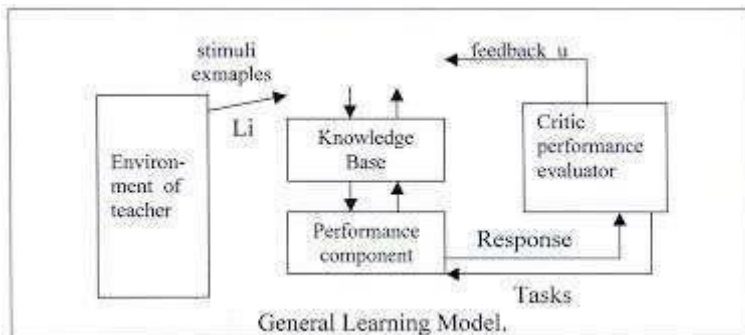 stimuli
exmaples
feedback u
Li
Environ-
ment of
teacher
Knowledge
Base
Critic
performance
evaluator
Performance
component
Response
Tasks
General Learning Model.